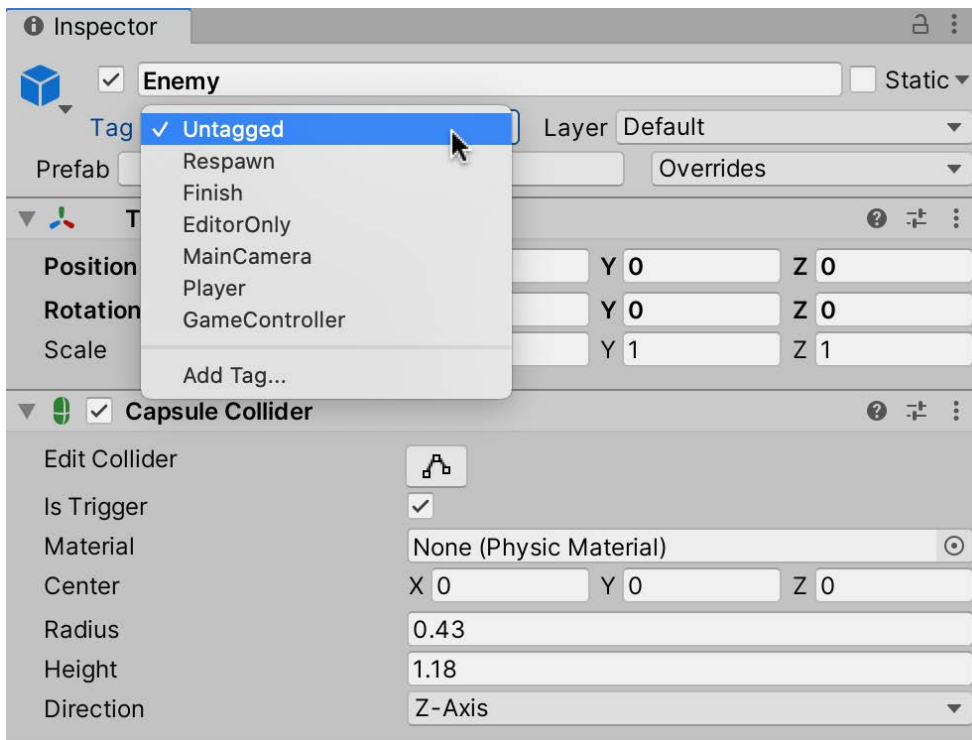 Inspector
Enemy Static
Tag ✓ Untagged Layer Default
Respawn
Prefab Overrides
Finish
T EditorOnly
MainCamera
Position Y 0 Z 0
Player
Rotation Y 0 Z 0
GameController
Scale Y 1 Z 1
Add Tag...
Capsule Collider
Edit Collider
Is Trigger
Material None (Physic Material)
Center X 0 Y 0 Z 0
Radius 0.43
Height 1.18
Direction Z-Axis